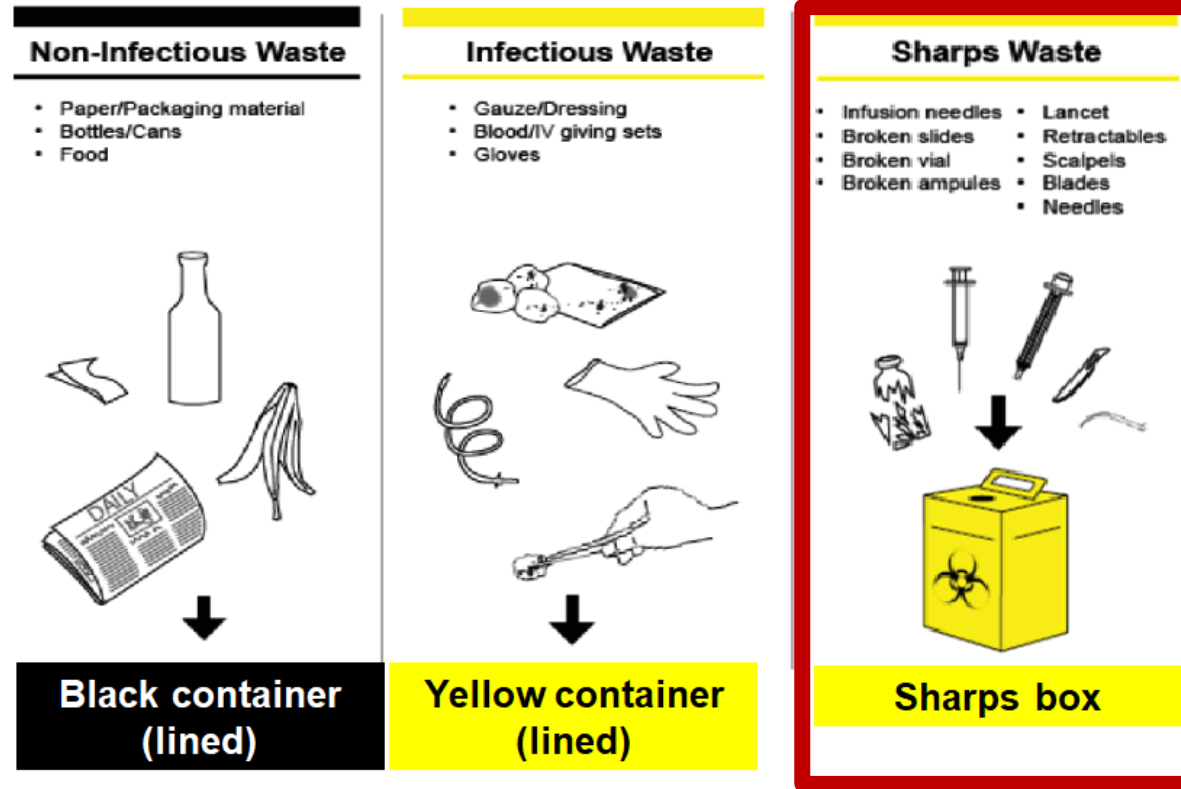 Non-Infectious Waste
• Paper/Packaging material
• Bottles/Cans
• Food
DAILY
Black container
(lined)
Infectious Waste
• Gauze/Dressing
• Blood/IV giving sets
• Gloves
Yellow container
(lined)
Sharps Waste
• Infusion needles
• Broken slides
• Broken vial
• Broken ampules
• Lancet
• Retractables
• Scalpels
• Blades
• Needles
Sharps box